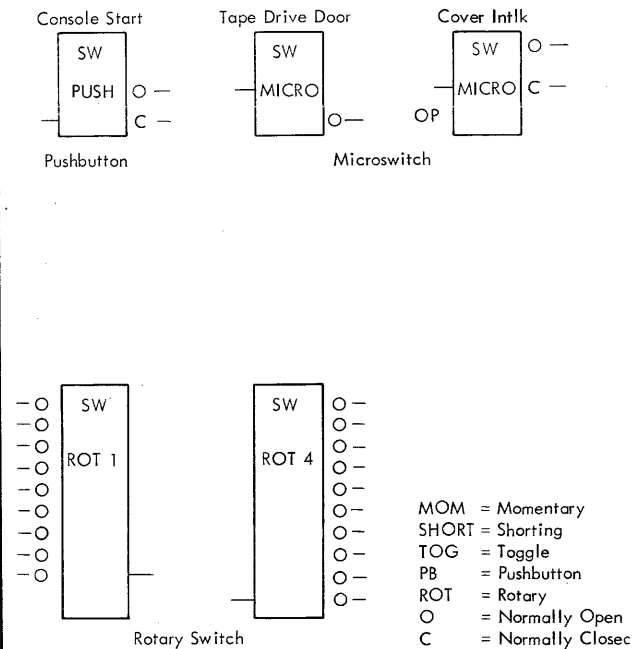 Console Start
Tape Drive Door
Cover Intlk
SW
PUSH
O
C
Pushbutton
SW
MICRO
O
SW
MICRO
O
C
OP
Microswitch
O
O
O
O
O
O
O
O
O
SW
ROT 1
SW
ROT 4
O
O
O
O
O
O
O
O
O
O
Rotary Switch
MOM = Momentary
SHORT = Shorting
TOG = Toggle
PB = Pushbutton
ROT = Rotary
O = Normally Open
C = Normally Closed